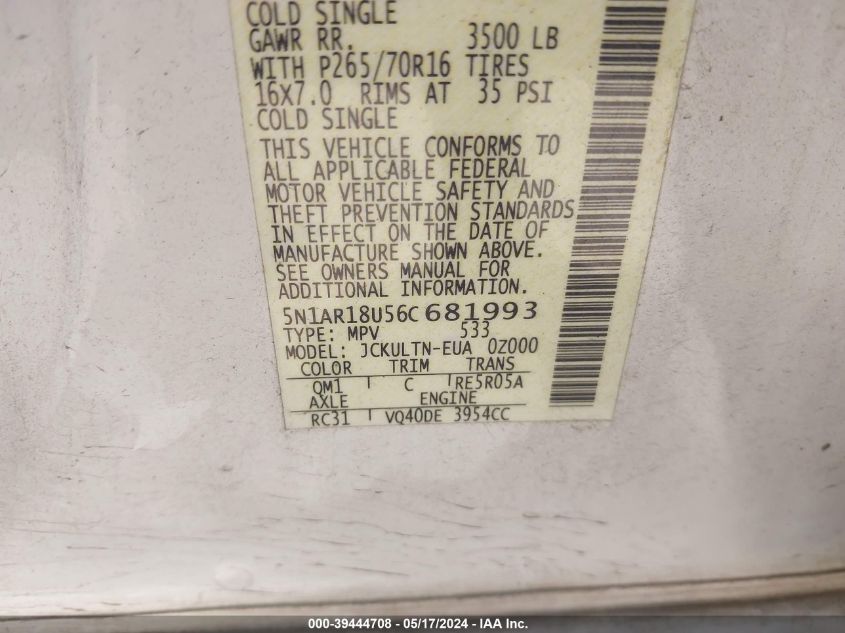 COLD SINGLE
GAWR RR. 3500 LB
WITH P265/70R16 TIRES
16X7.0 RIMS AT 35 PSI
COLD SINGLE
THIS VEHICLE CONFORMS TO
ALL APPLICABLE FEDERAL
MOTOR VEHICLE SAFETY AND
THEFT PREVENTION STANDARDS
IN EFFECT ON THE DATE OF
MANUFACTURE SHOWN ABOVE.
SEE OWNERS MANUAL FOR
ADDITIONAL INFORMATION.
5N1AR18U56C681993
TYPE: MPV 533
MODEL: JCKULTN-EUA 0Z000
COLOR TRIM TRANS
QM1 C RE5R05A
AXLE ENGINE
RC31 VQ40DE 3954CC
000-39444708 - 05/17/2024 - IAA Inc.